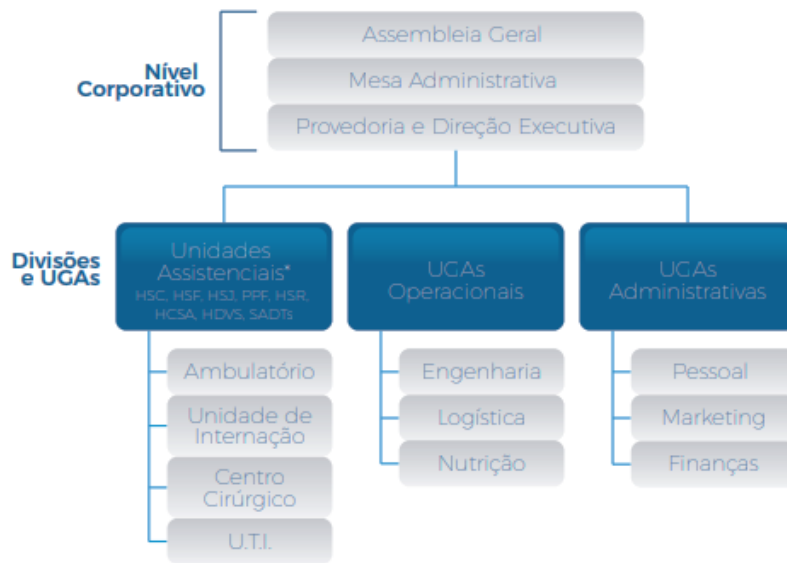 Nível
Corporativo
Assembleia Geral
Mesa Administrativa
Provedoria e Direção Executiva
Divisões
e UGAs
Unidades
Assistenciais*
HSC, HSF, HSJ, PPF, HSR,
HCSA, HDVS, SADTs
UGAs
Operacionais
UGAs
Administrativas
Ambulatório
Unidade de
Internação
Centro
Cirúrgico
U.T.I.
Engenharia
Logística
Nutrição
Pessoal
Marketing
Finanças